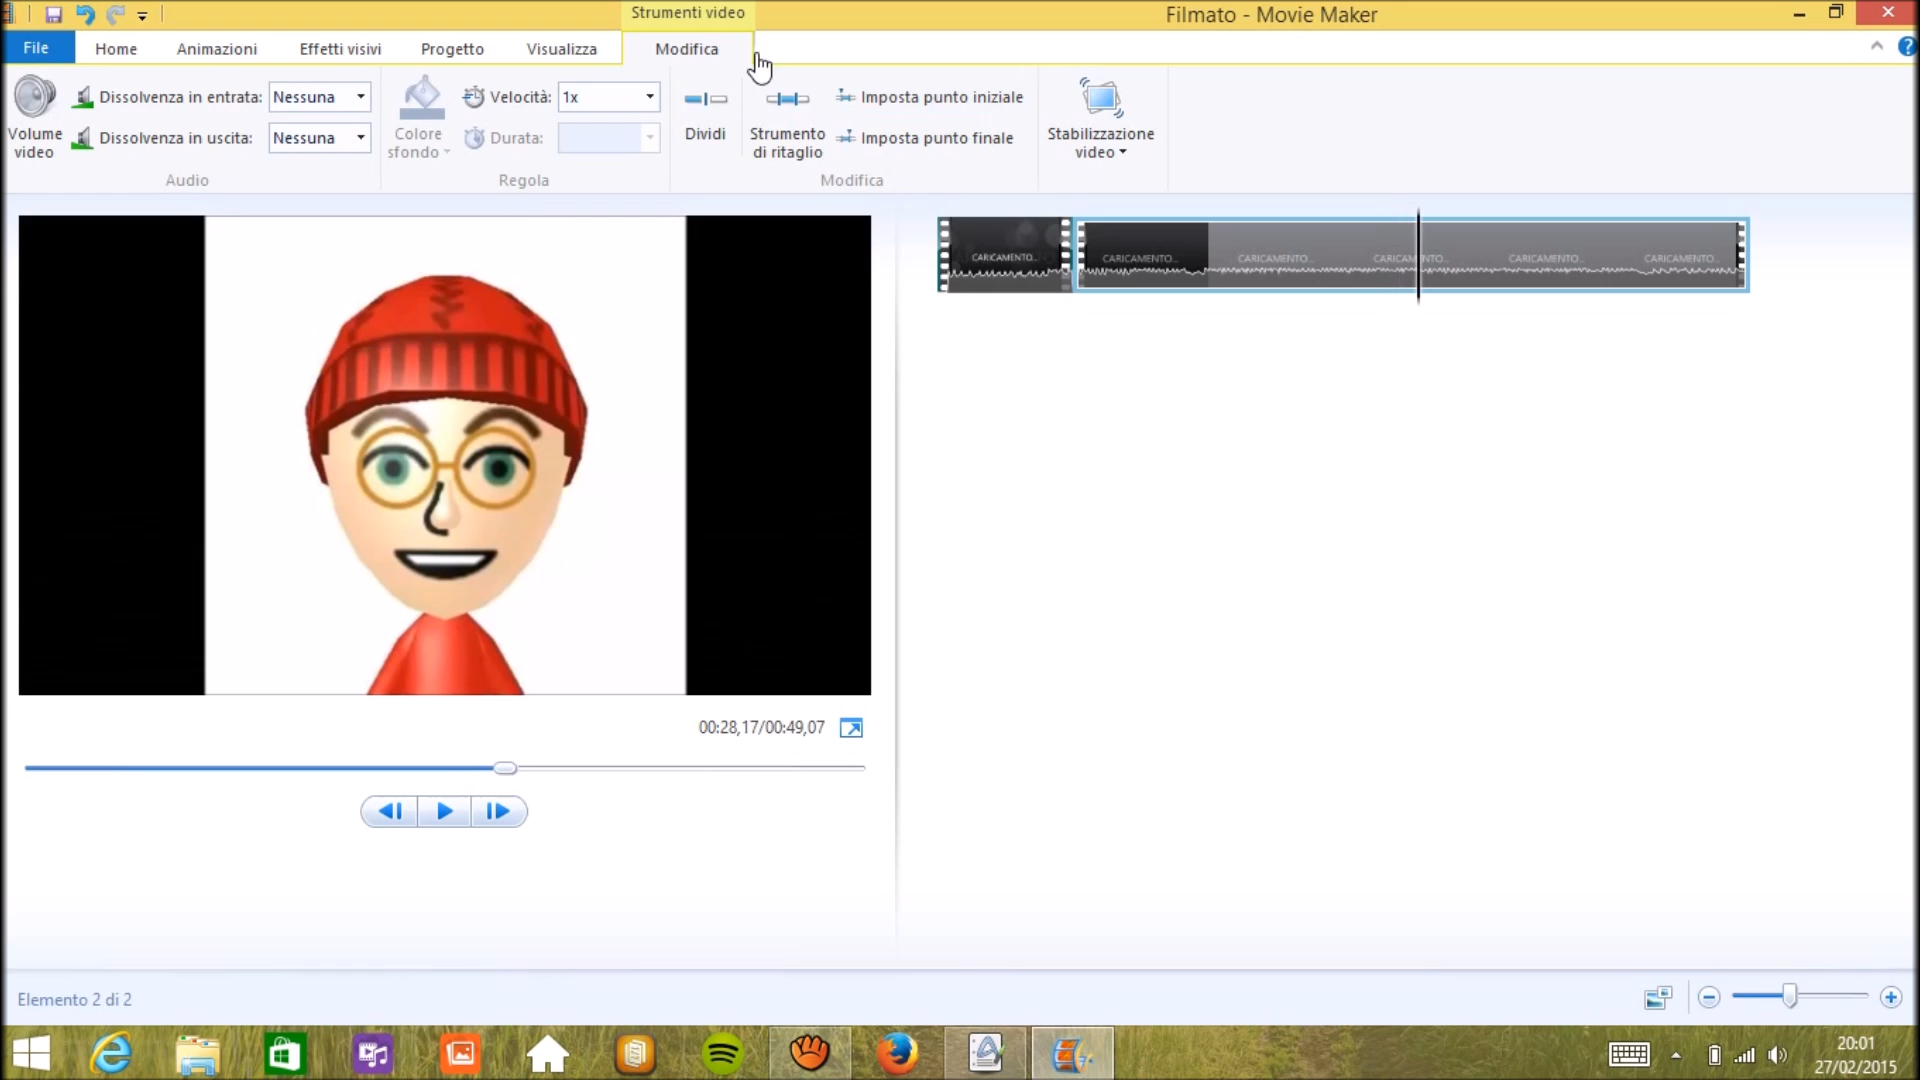 Strumenti video
Filmato - Movie Maker
File
Home
Animazioni
Effetti visivi
Progetto
Visualizza
Modifica
Volume
video
Dissolvenza in entrata:
Nessuna
Dissolvenza in uscita:
Nessuna
Audio
Colore
sfondo
Velocità:
1x
Durata:
Regola
Dividi
Strumento
di ritaglio
Imposta punto iniziale
Imposta punto finale
Modifica
Stabilizzazione
video
CARICAMENTO...
CARICAMENTO...
CARICAMENTO...
CARICAMENTO...
CARICAMENTO...
CARICAMENTO...
00:28,17/00:49,07
Elemento 2 di 2
20:01
27/02/2015